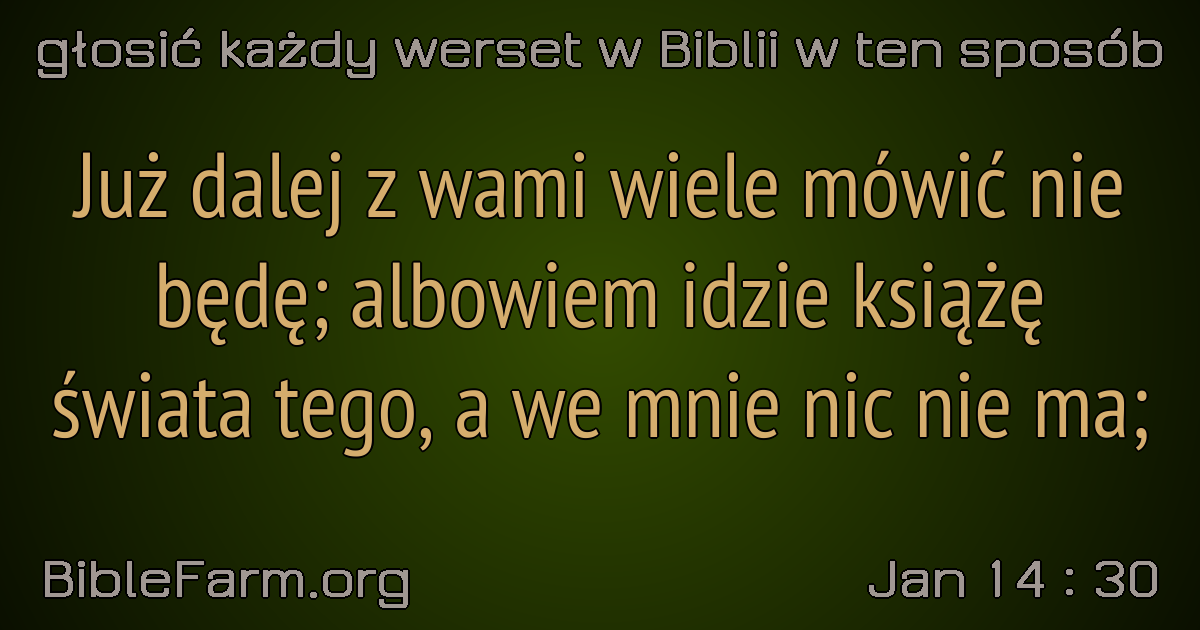 głosić każdy werset w Biblii w ten sposób
Już dalej z wami wiele mówić nie
będę; albowiem idzie książę
świata tego, a we mnie nic nie ma;
BibleFarm.org
Jan 14 : 30